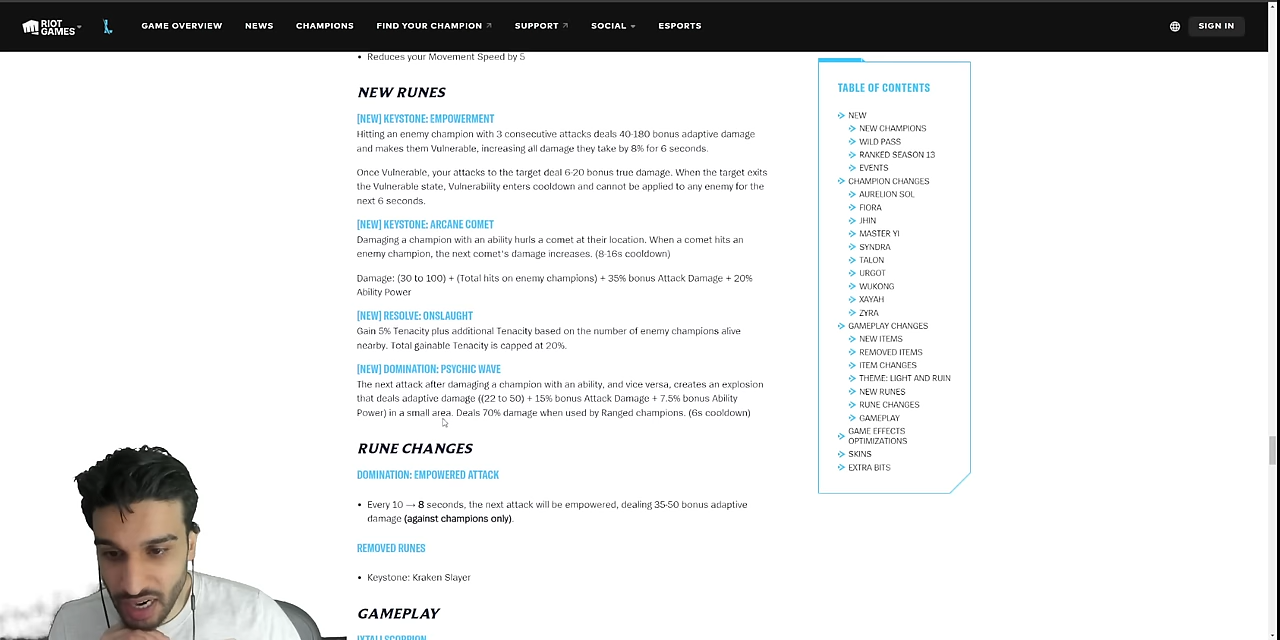 RIOT GAMES
GAME OVERVIEW NEWS CHAMPIONS FIND YOUR CHAMPION SUPPORT SOCIAL ESPORTS SIGN IN
• Reduces your Movement Speed by 5
NEW RUNES
[NEW] KEYSTONE: EMPOWERMENT
Hitting an enemy champion with 3 consecutive attacks deals 40-180 bonus adaptive damage
and makes them Vulnerable, increasing all damage they take by 8% for 6 seconds.
Once Vulnerable, your attacks to the target deal 6-20 bonus true damage. When the target exits
the Vulnerable state, Vulnerability enters cooldown and cannot be applied to any enemy for the
next 6 seconds.
[NEW] KEYSTONE: ARCANE COMET
Damaging a champion with an ability hurls a comet at their location. When a comet hits an
enemy champion, the next comet's damage increases. (8-16s cooldown)
Damage: (30 to 100) + (Total hits on enemy champions) + 35% bonus Attack Damage + 20%
Ability Power
[NEW] RESOLVE: ONSLAUGHT
Gain 5% Tenacity plus additional Tenacity based on the number of enemy champions alive
nearby. Total gainable Tenacity is capped at 20%.
[NEW] DOMINATION: PSYCHIC WAVE
The next attack after damaging a champion with an ability, and vice versa, creates an explosion
that deals adaptive damage ((22 to 50) + 15% bonus Attack Damage + 7.5% bonus Ability
Power) in a small area. Deals 70% damage when used by Ranged champions. (6s cooldown)
RUNE CHANGES
DOMINATION: EMPOWERED ATTACK
• Every 10 → 8 seconds, the next attack will be empowered, dealing 35-50 bonus adaptive
damage (against champions only).
REMOVED RUNES
• Keystone: Kraken Slayer
GAMEPLAY
IXTALI SCORPION
TABLE OF CONTENTS
NEW
NEW CHAMPIONS
WILD PASS
RANKED SEASON 13
EVENTS
CHAMPION CHANGES
AURELION SOL
FIORA
JHIN
MASTER YI
SYNDRA
TALON
URGOT
WUKONG
XAYAH
ZYRA
GAMEPLAY CHANGES
NEW ITEMS
REMOVED ITEMS
ITEM CHANGES
THEME: LIGHT AND RUIN
NEW RUNES
RUNE CHANGES
GAMEPLAY
GAME EFFECTS
OPTIMIZATIONS
SKINS
EXTRA BITS